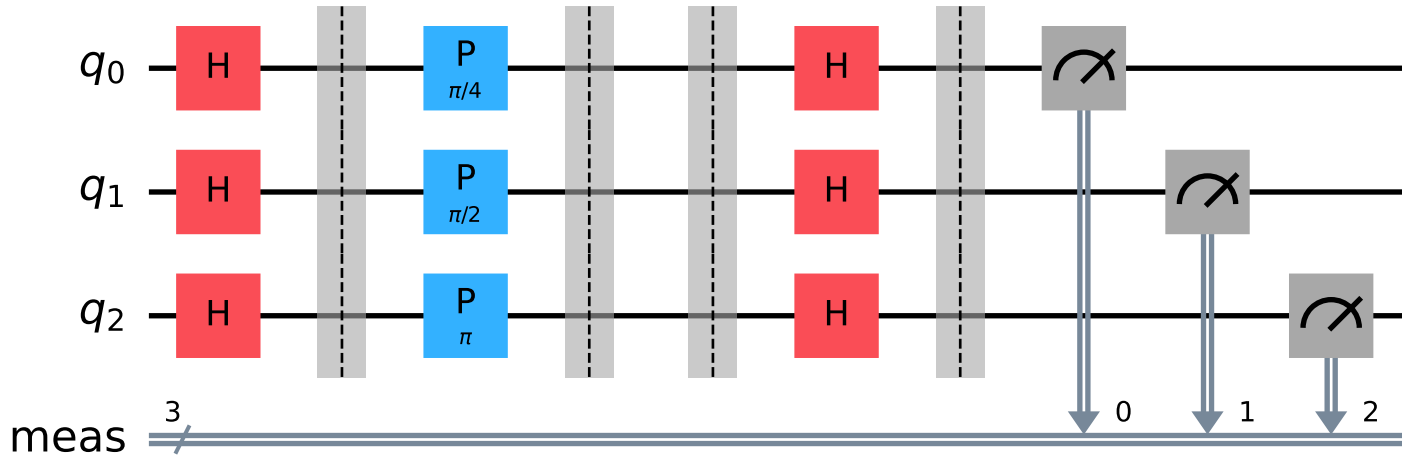 q0 H P π/4 H
q1 H P π/2 H
q2 H P π H
meas 3 0 1 2